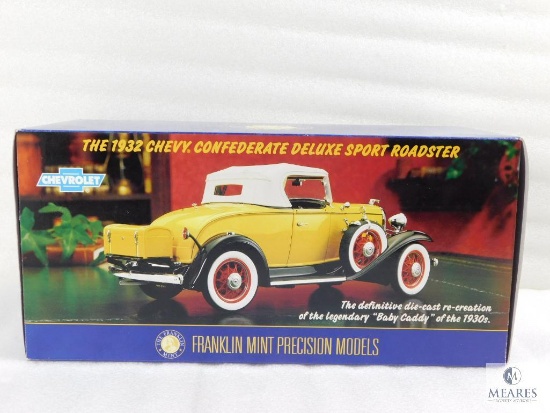 THE 1932 CHEVY. CONFEDERATE DELUXE SPORT ROADSTER
CHEVROLET
The definitive die-cast re-creation
of the legendary "Baby Caddy" of the 1930s.
FRANKLIN MINT PRECISION MODELS
MEARES